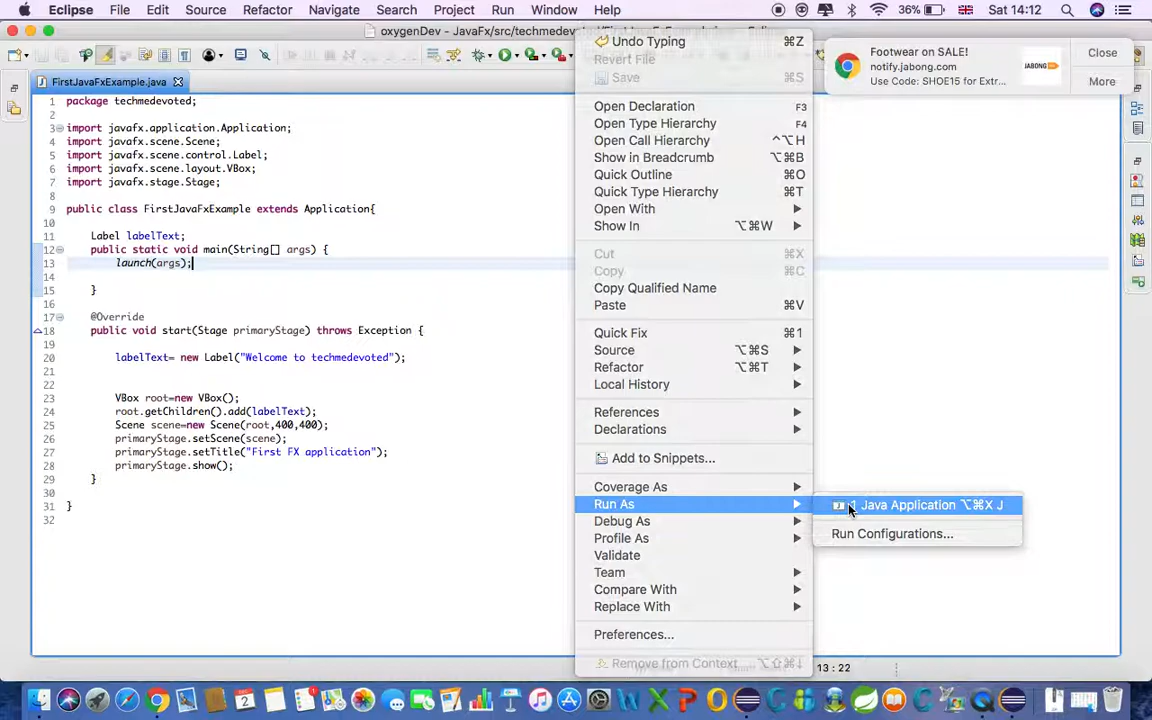 Eclipse File Edit Source Refactor Navigate Search Project Run Window Help 36% Sat 14:12
oxygenDev - JavaFx/src/techmedevoted/
FirstJavaFxExample.java
1 package techmedevoted;
2
3 import javafx.application.Application;
4 import javafx.scene.Scene;
5 import javafx.scene.control.Label;
6 import javafx.scene.layout.VBox;
7 import javafx.stage.Stage;
8
9 public class FirstJavaFxExample extends Application{
10
11 Label labelText;
12 public static void main(String[] args) {
13 launch(args);
14
15 }
16
17 @Override
18 public void start(Stage primaryStage) throws Exception {
19
20 labelText= new Label("Welcome to techmedevoted");
21
22
23 VBox root=new VBox();
24 root.getChildren().add(labelText);
25 Scene scene=new Scene(root,400,400);
26 primaryStage.setScene(scene);
27 primaryStage.setTitle("First FX application");
28 primaryStage.show();
29 }
30
31 }
32
Undo Typing ⌘Z
Revert File
Save ⌘S
Open Declaration F3
Open Type Hierarchy F4
Open Call Hierarchy ^⌥H
Show in Breadcrumb ⌥⌘B
Quick Outline ⌘O
Quick Type Hierarchy ⌘T
Open With
Show In ⌥⌘W
Cut ⌘X
Copy ⌘C
Copy Qualified Name
Paste ⌘V
Quick Fix ⌘1
Source ⌥⌘S
Refactor ⌥⌘T
Local History
References
Declarations
Add to Snippets...
Coverage As
Run As
Debug As
Profile As
Validate
Team
Compare With
Replace With
Preferences...
Remove from Context ⌥⇧⌘↓
1 Java Application ⌥⌘X J
Run Configurations...
Footwear on SALE!
notify.jabong.com
Use Code: SHOE15 for Extr...
JABONG
Close
More
13 : 22